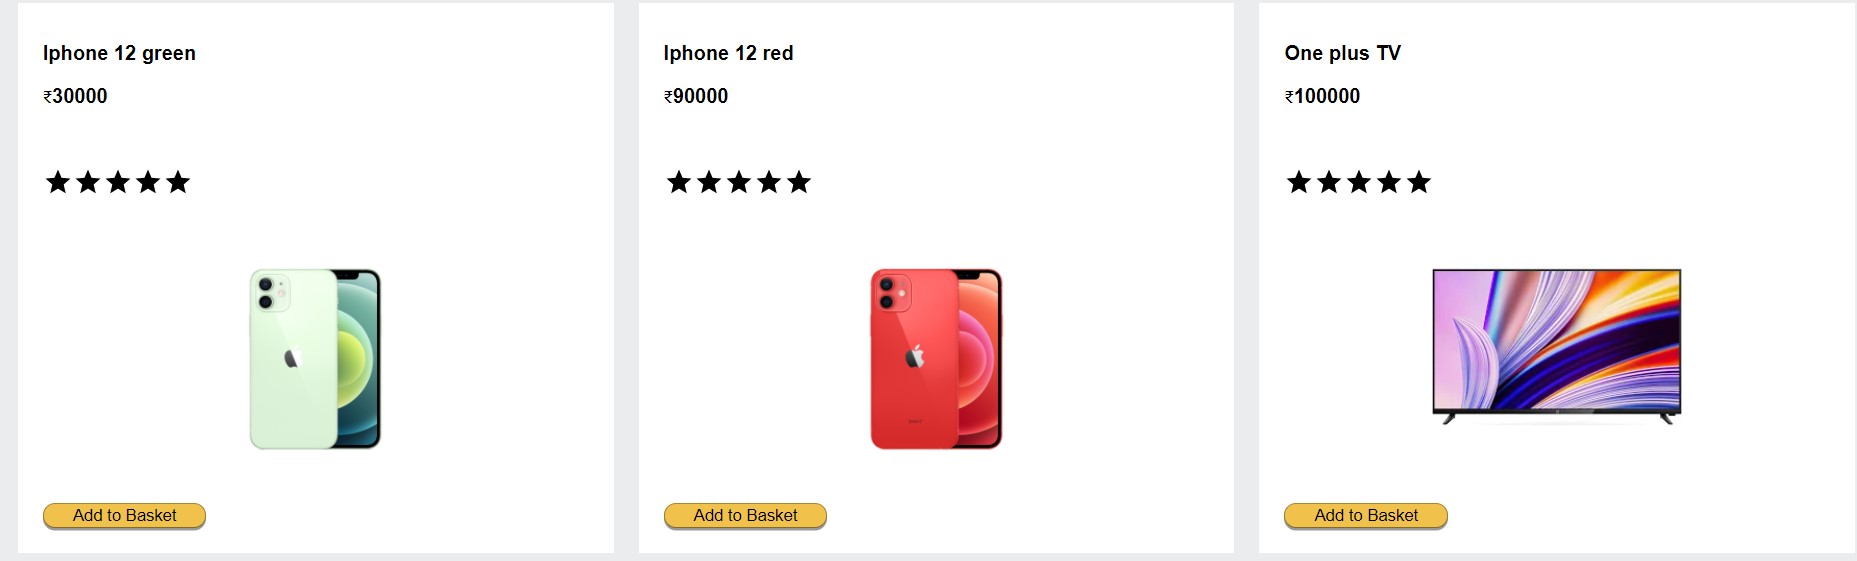 Iphone 12 green
₹30000
Add to Basket
Iphone 12 red
₹90000
Add to Basket
One plus TV
₹100000
Add to Basket